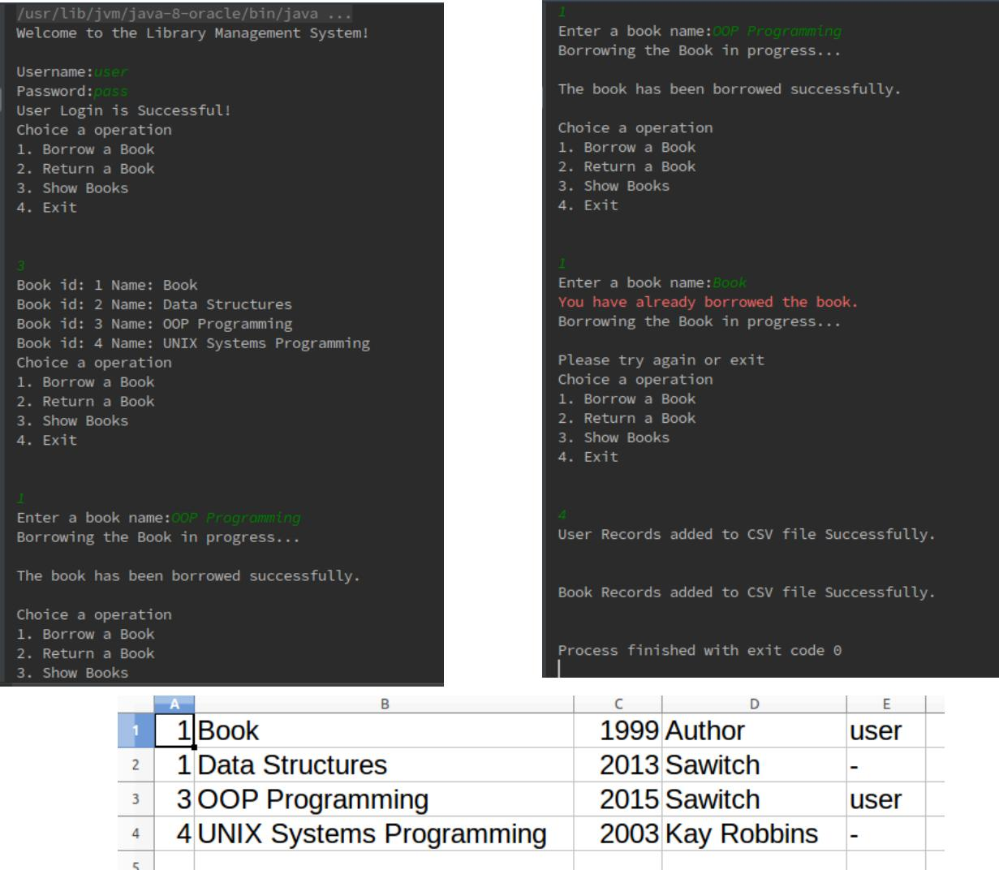 /usr/lib/jvm/java-8-oracle/bin/java ...
Welcome to the Library Management System!
Username:user
Password:pass
User Login is Successful!
Choice a operation
1. Borrow a Book
2. Return a Book
3. Show Books
4. Exit
3
Book id: 1 Name: Book
Book id: 2 Name: Data Structures
Book id: 3 Name: OOP Programming
Book id: 4 Name: UNIX Systems Programming
Choice a operation
1. Borrow a Book
2. Return a Book
3. Show Books
4. Exit
1
Enter a book name:OOP Programming
Borrowing the Book in progress...
The book has been borrowed successfully.
Choice a operation
1. Borrow a Book
2. Return a Book
3. Show Books
1
Enter a book name:OOP Programming
Borrowing the Book in progress...
The book has been borrowed successfully.
Choice a operation
1. Borrow a Book
2. Return a Book
3. Show Books
4. Exit
1
Enter a book name:Book
You have already borrowed the book.
Borrowing the Book in progress...
Please try again or exit
Choice a operation
1. Borrow a Book
2. Return a Book
3. Show Books
4. Exit
4
User Records added to CSV file Successfully.
Book Records added to CSV file Successfully.
Process finished with exit code 0
A B C D E
1 1 Book 1999 Author user
2 1 Data Structures 2013 Sawitch -
3 3 OOP Programming 2015 Sawitch user
4 4 UNIX Systems Programming 2003 Kay Robbins -
5